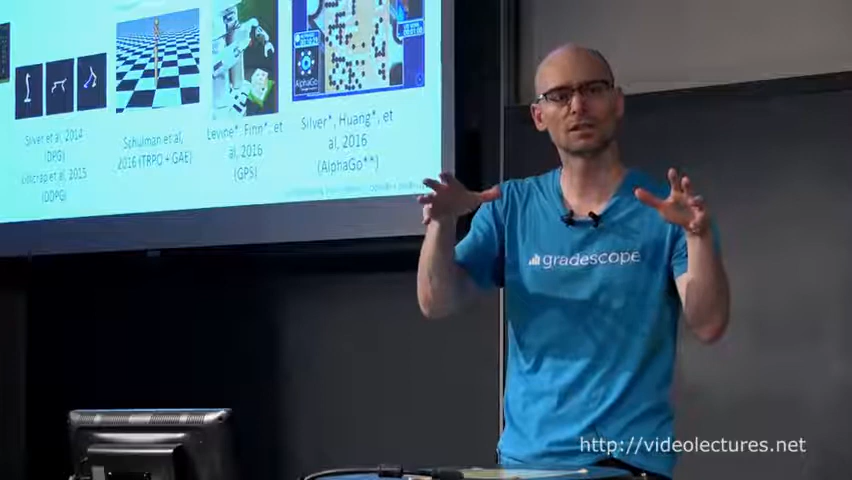 AlphaGo
Silver et al, 2014
(DPG)
Lillicrap et al, 2015
(DDPG)
Schulman et al,
2016 (TRPO + GAE)
Levine*, Finn*, et
al, 2016
(GPS)
Silver*, Huang*, et
al, 2016
(AlphaGo**)
gradescope
http://videolectures.net